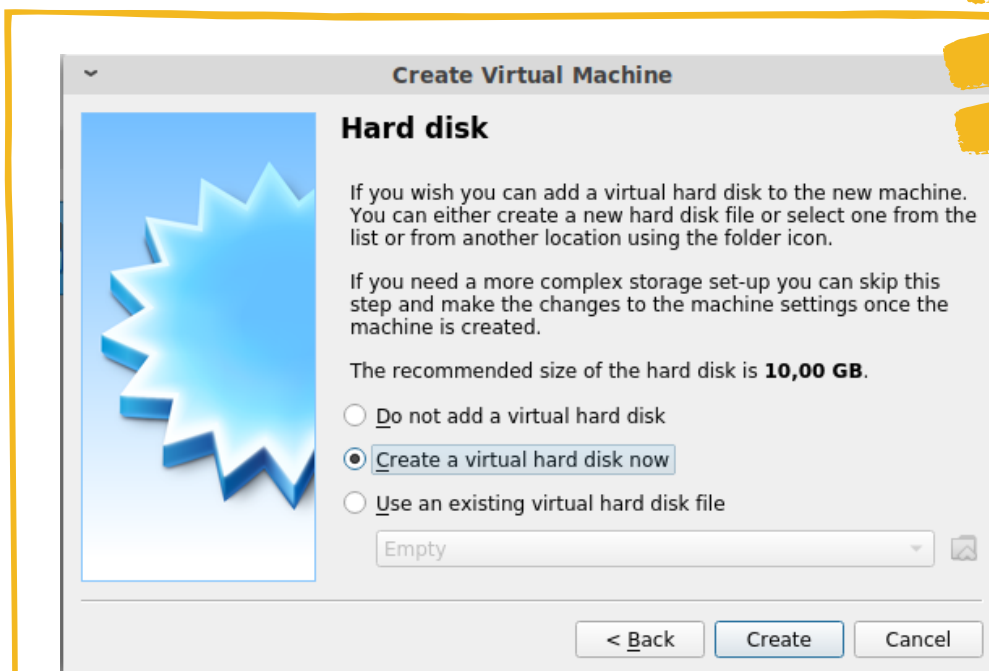 Create Virtual Machine
Hard disk
If you wish you can add a virtual hard disk to the new machine.
You can either create a new hard disk file or select one from the
list or from another location using the folder icon.
If you need a more complex storage set-up you can skip this
step and make the changes to the machine settings once the
machine is created.
The recommended size of the hard disk is 10,00 GB.
Do not add a virtual hard disk
Create a virtual hard disk now
Use an existing virtual hard disk file
Empty
< Back Create Cancel